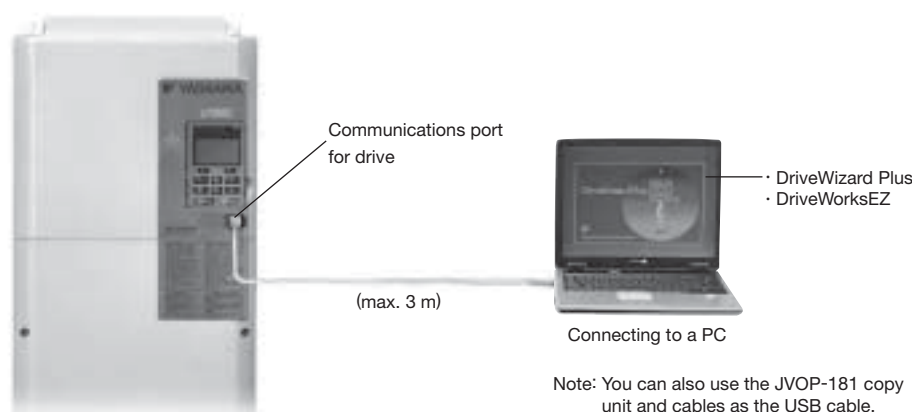 YASKAWA
Communications port
for drive
· DriveWizard Plus
· DriveWorksEZ
(max. 3 m)
Connecting to a PC
Note: You can also use the JVOP-181 copy
unit and cables as the USB cable.